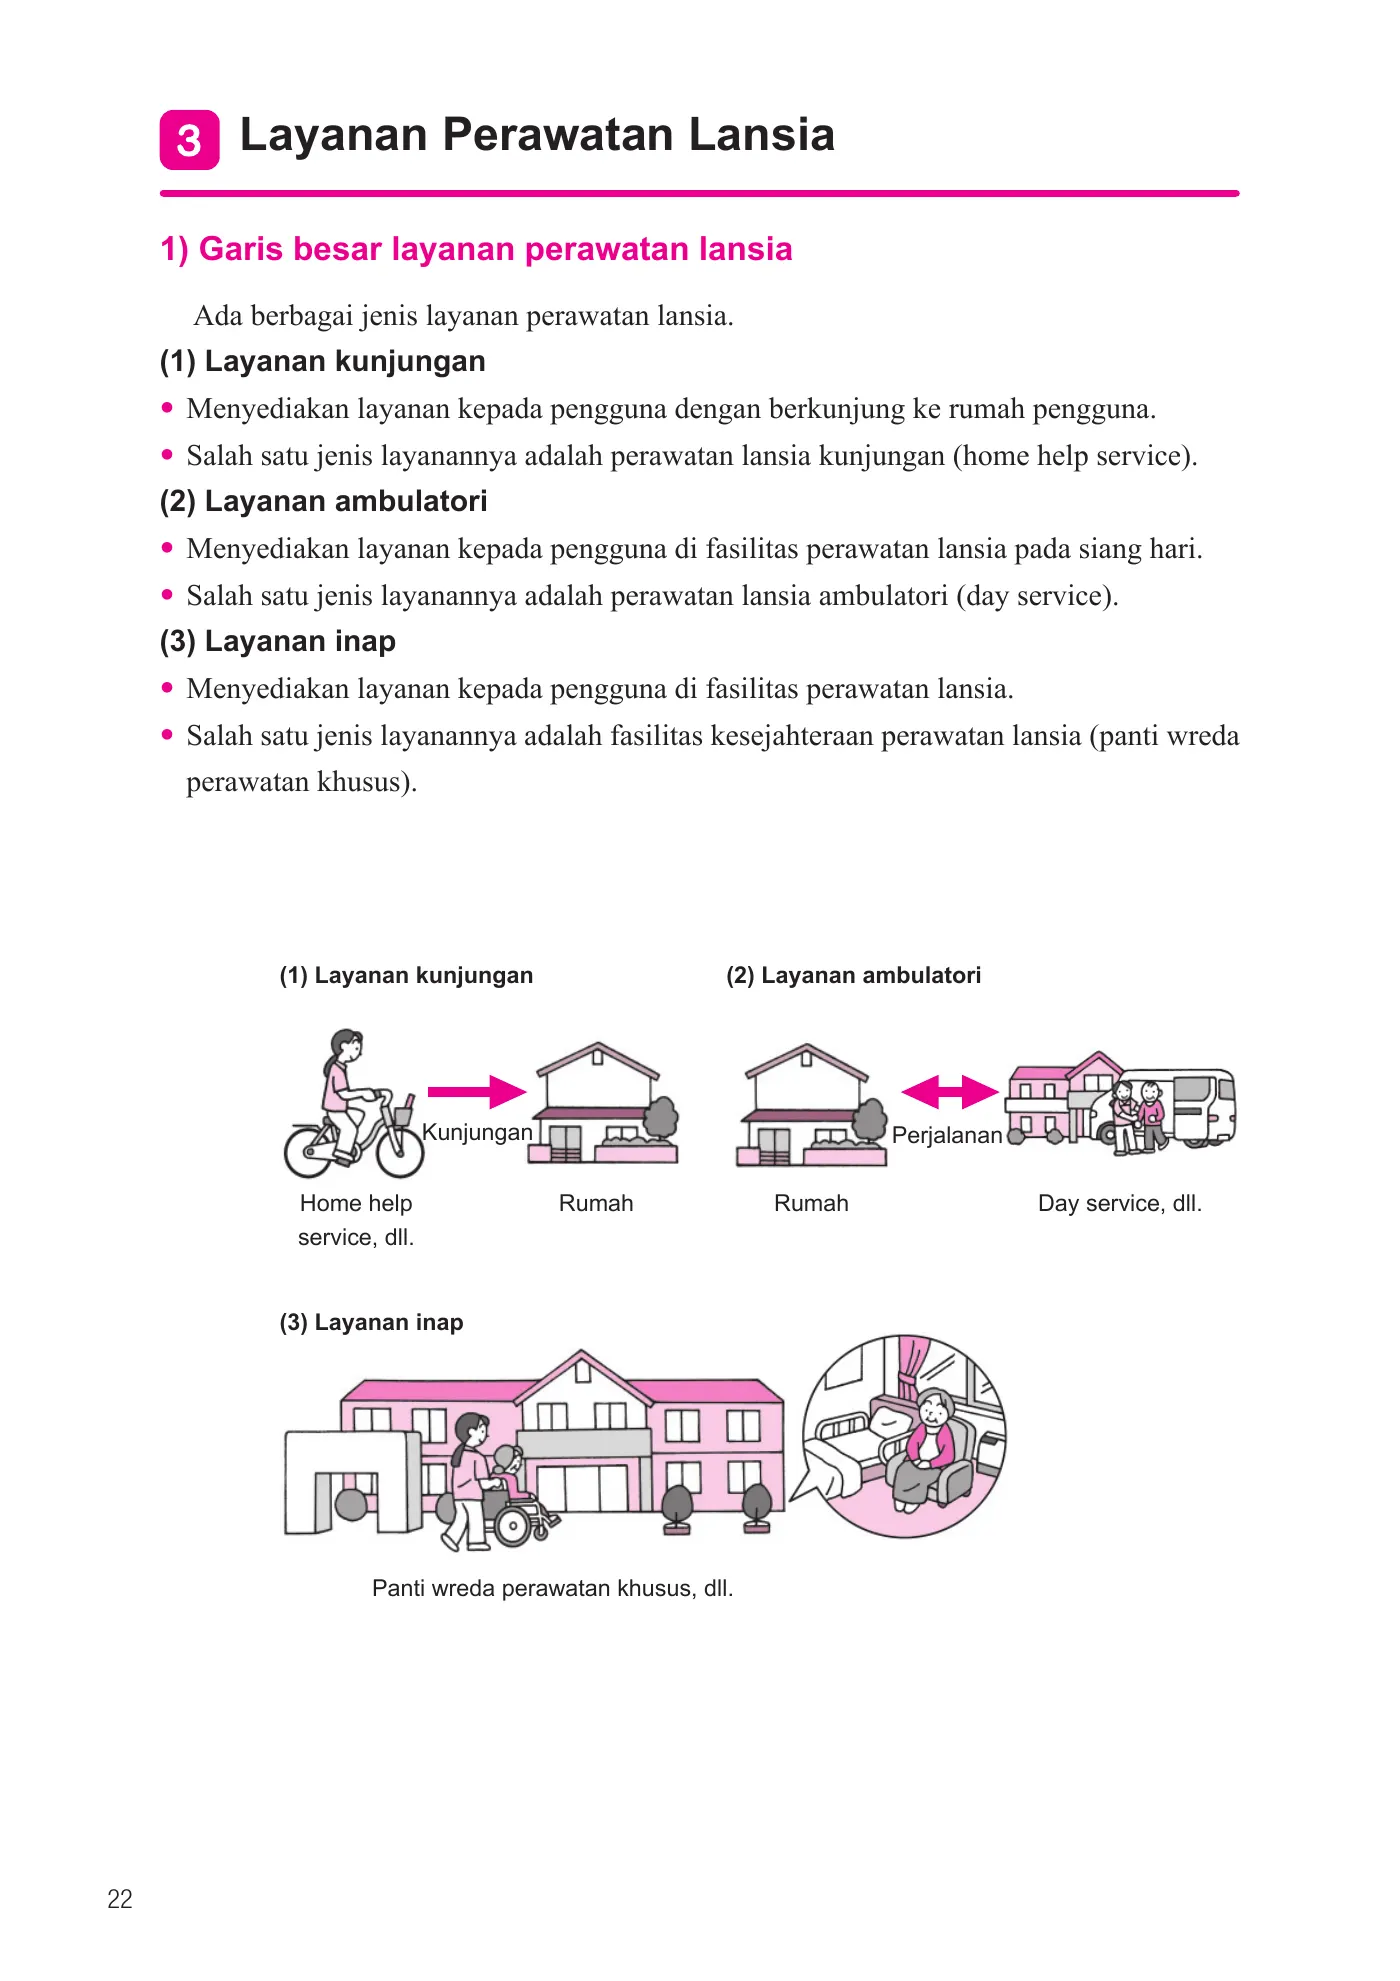 3 Layanan Perawatan Lansia
1) Garis besar layanan perawatan lansia
Ada berbagai jenis layanan perawatan lansia.
(1) Layanan kunjungan
• Menyediakan layanan kepada pengguna dengan berkunjung ke rumah pengguna.
• Salah satu jenis layanannya adalah perawatan lansia kunjungan (home help service).
(2) Layanan ambulatori
• Menyediakan layanan kepada pengguna di fasilitas perawatan lansia pada siang hari.
• Salah satu jenis layanannya adalah perawatan lansia ambulatori (day service).
(3) Layanan inap
• Menyediakan layanan kepada pengguna di fasilitas perawatan lansia.
• Salah satu jenis layanannya adalah fasilitas kesejahteraan perawatan lansia (panti wreda
perawatan khusus).
(1) Layanan kunjungan
Kunjungan
Home help
service, dll.
Rumah
(2) Layanan ambulatori
Perjalanan
Rumah
Day service, dll.
(3) Layanan inap
Panti wreda perawatan khusus, dll.
22